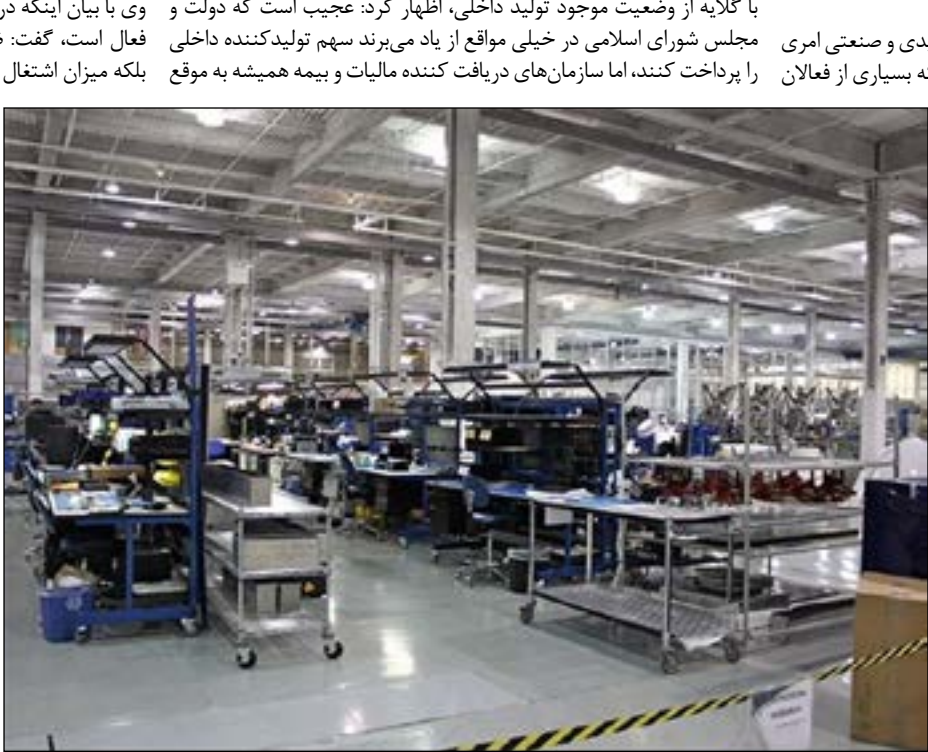 و صنعتی امری
بسیاری از فعالان
با گلایه از وضعیت موجود تولید داخلی، اظهار کرد: عجیب است که دولت و
مجلس شورای اسلامی در خیلی مواقع از یاد می‌برند سهم تولیدکننده داخلی
را پرداخت کنند، اما سازمان‌های دریافت کننده مالیات و بیمه همیشه به موقع
وی با بیان اینکه در
فعال است، گفت:
بلکه میزان اشتغال